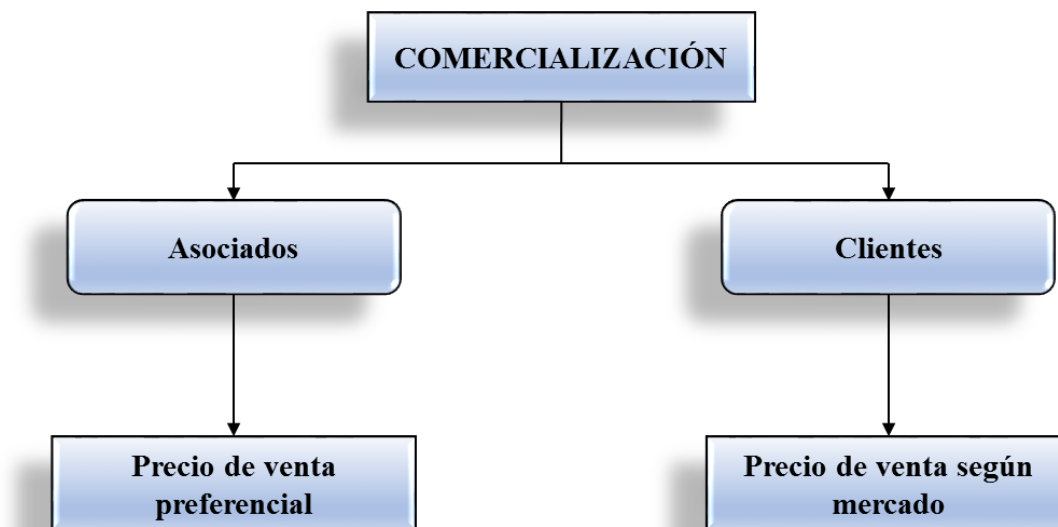 COMERCIALIZACIÓN
Asociados
Clientes
Precio de venta
preferencial
Precio de venta según
mercado